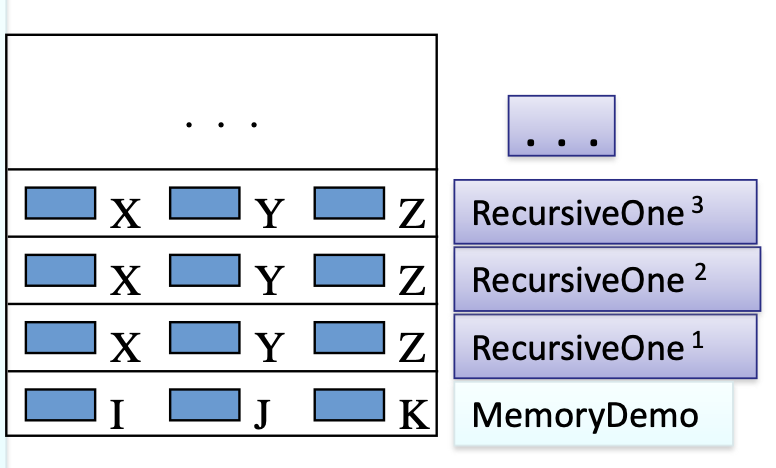 . . .
. . .
X Y Z RecursiveOne ³
X Y Z RecursiveOne ²
X Y Z RecursiveOne ¹
I J K MemoryDemo